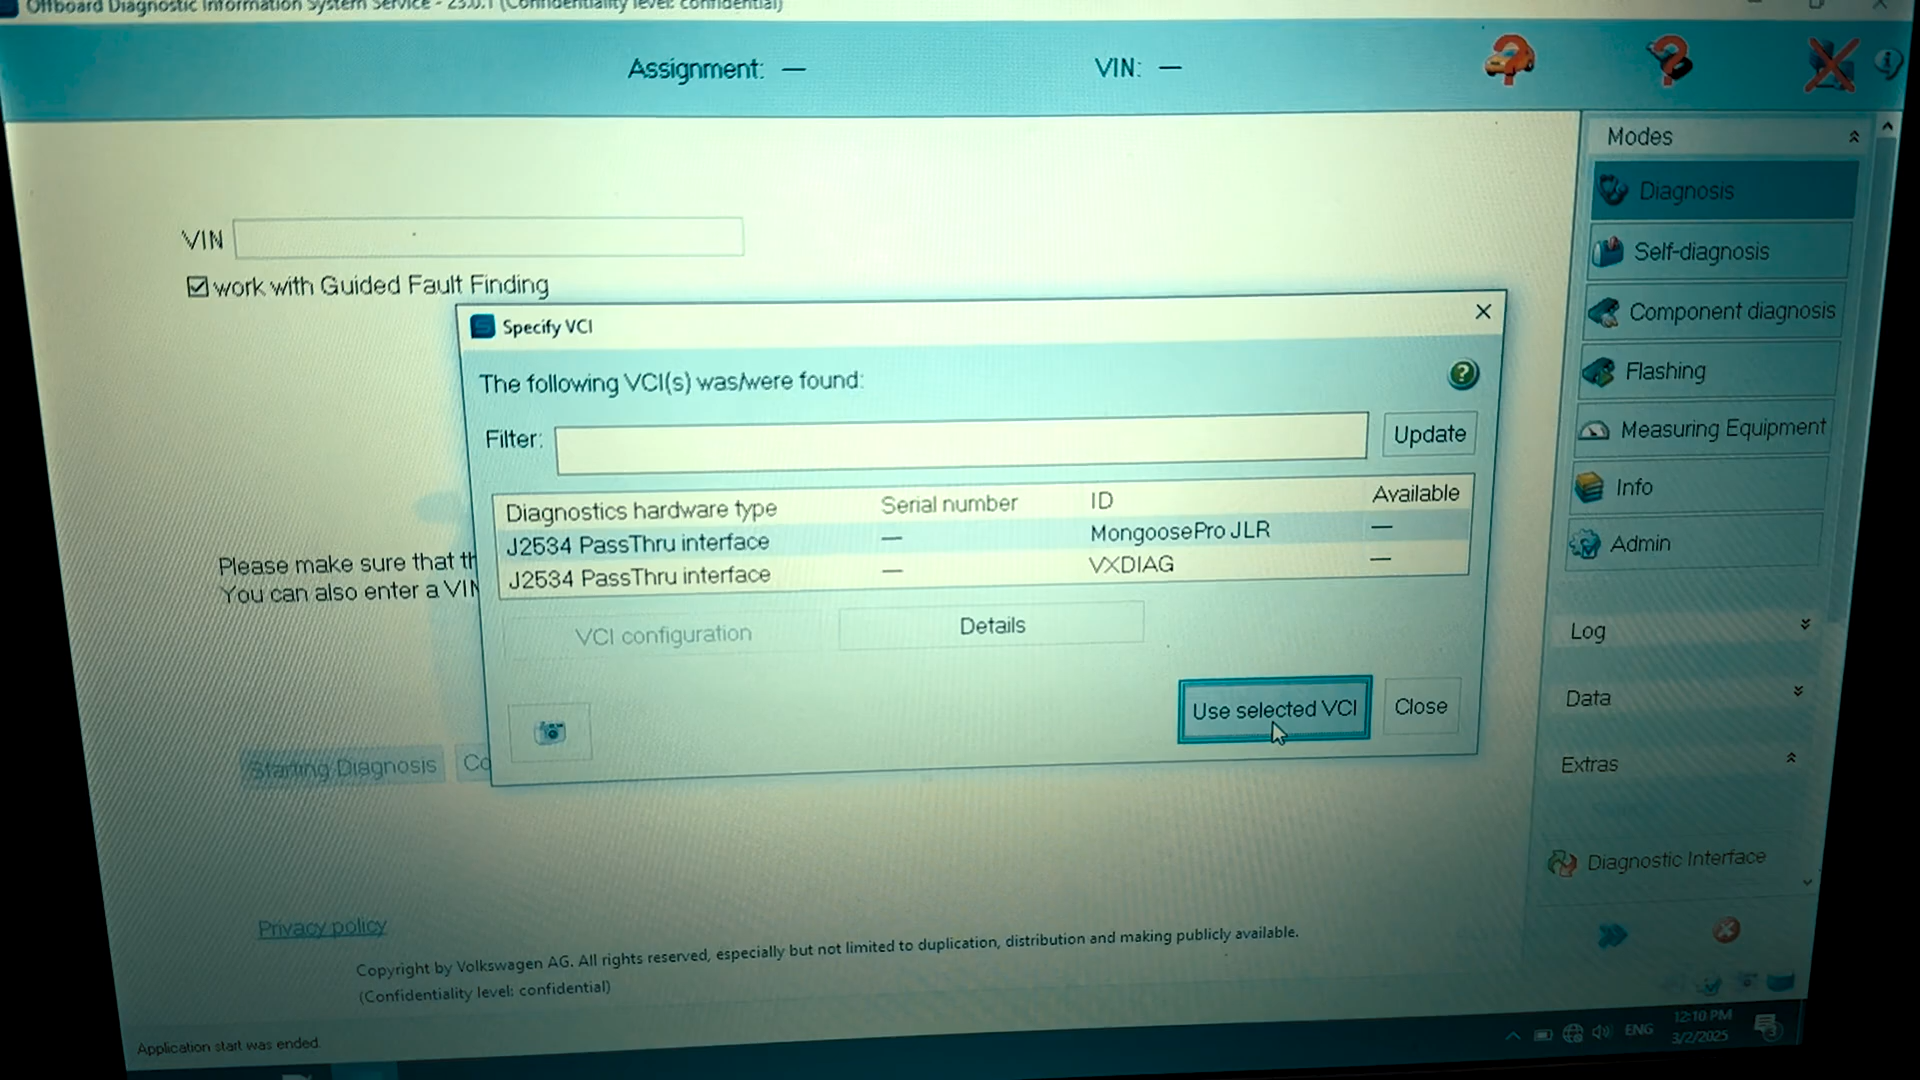 Offboard Diagnostic Information System Service - 23.0.1 (Confidentiality level: confidential)
Assignment: —
VIN: —
Modes
Diagnosis
Self-diagnosis
Component diagnosis
Flashing
Measuring Equipment
Info
Admin
Log
Data
Extras
Diagnostic Interface
VIN
work with Guided Fault Finding
Specify VCI
The following VCI(s) was/were found:
Filter:
Update
Diagnostics hardware type Serial number ID Available
J2534 PassThru interface — MongoosePro JLR —
J2534 PassThru interface — VXDIAG —
VCI configuration
Details
Use selected VCI
Close
Please make sure that th
You can also enter a VIN
Starting Diagnosis
Co
Privacy policy
Copyright by Volkswagen AG. All rights reserved, especially but not limited to duplication, distribution and making publicly available.
(Confidentiality level: confidential)
Application start was ended.
ENG
12:10 PM
3/2/2025